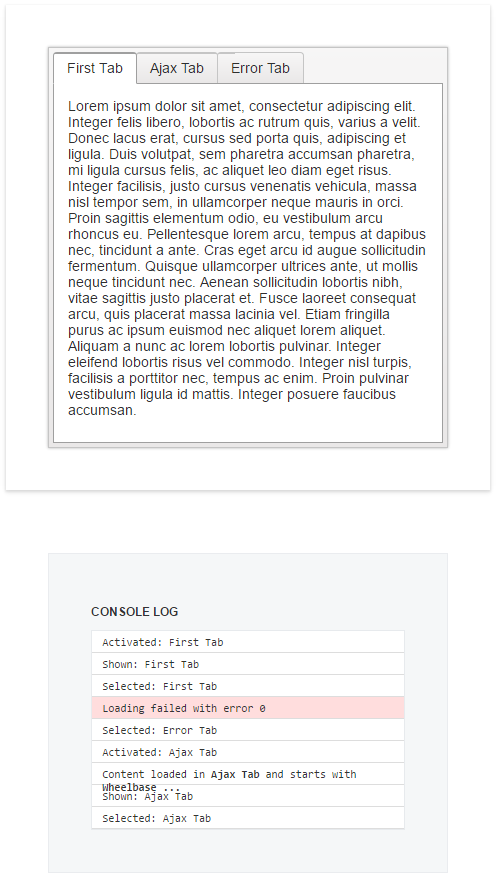 First Tab Ajax Tab Error Tab
Lorem ipsum dolor sit amet, consectetur adipiscing elit.
Integer felis libero, lobortis ac rutrum quis, varius a velit.
Donec lacus erat, cursus sed porta quis, adipiscing et
ligula. Duis volutpat, sem pharetra accumsan pharetra,
mi ligula cursus felis, ac aliquet leo diam eget risus.
Integer facilisis, justo cursus venenatis vehicula, massa
nisl tempor sem, in ullamcorper neque mauris in orci.
Proin sagittis elementum odio, eu vestibulum arcu
rhoncus eu. Pellentesque lorem arcu, tempus at dapibus
nec, tincidunt a ante. Cras eget arcu id augue sollicitudin
fermentum. Quisque ullamcorper ultrices ante, ut mollis
neque tincidunt nec. Aenean sollicitudin lobortis nibh,
vitae sagittis justo placerat et. Fusce laoreet consequat
arcu, quis placerat massa lacinia vel. Etiam fringilla
purus ac ipsum euismod nec aliquet lorem aliquet.
Aliquam a nunc ac lorem lobortis pulvinar. Integer
eleifend lobortis risus vel commodo. Integer nisl turpis,
facilisis a porttitor nec, tempus ac enim. Proin pulvinar
vestibulum ligula id mattis. Integer posuere faucibus
accumsan.
CONSOLE LOG
Activated: First Tab
Shown: First Tab
Selected: First Tab
Loading failed with error 0
Selected: Error Tab
Activated: Ajax Tab
Content loaded in Ajax Tab and starts with
Wheelbase ...
Shown: Ajax Tab
Selected: Ajax Tab